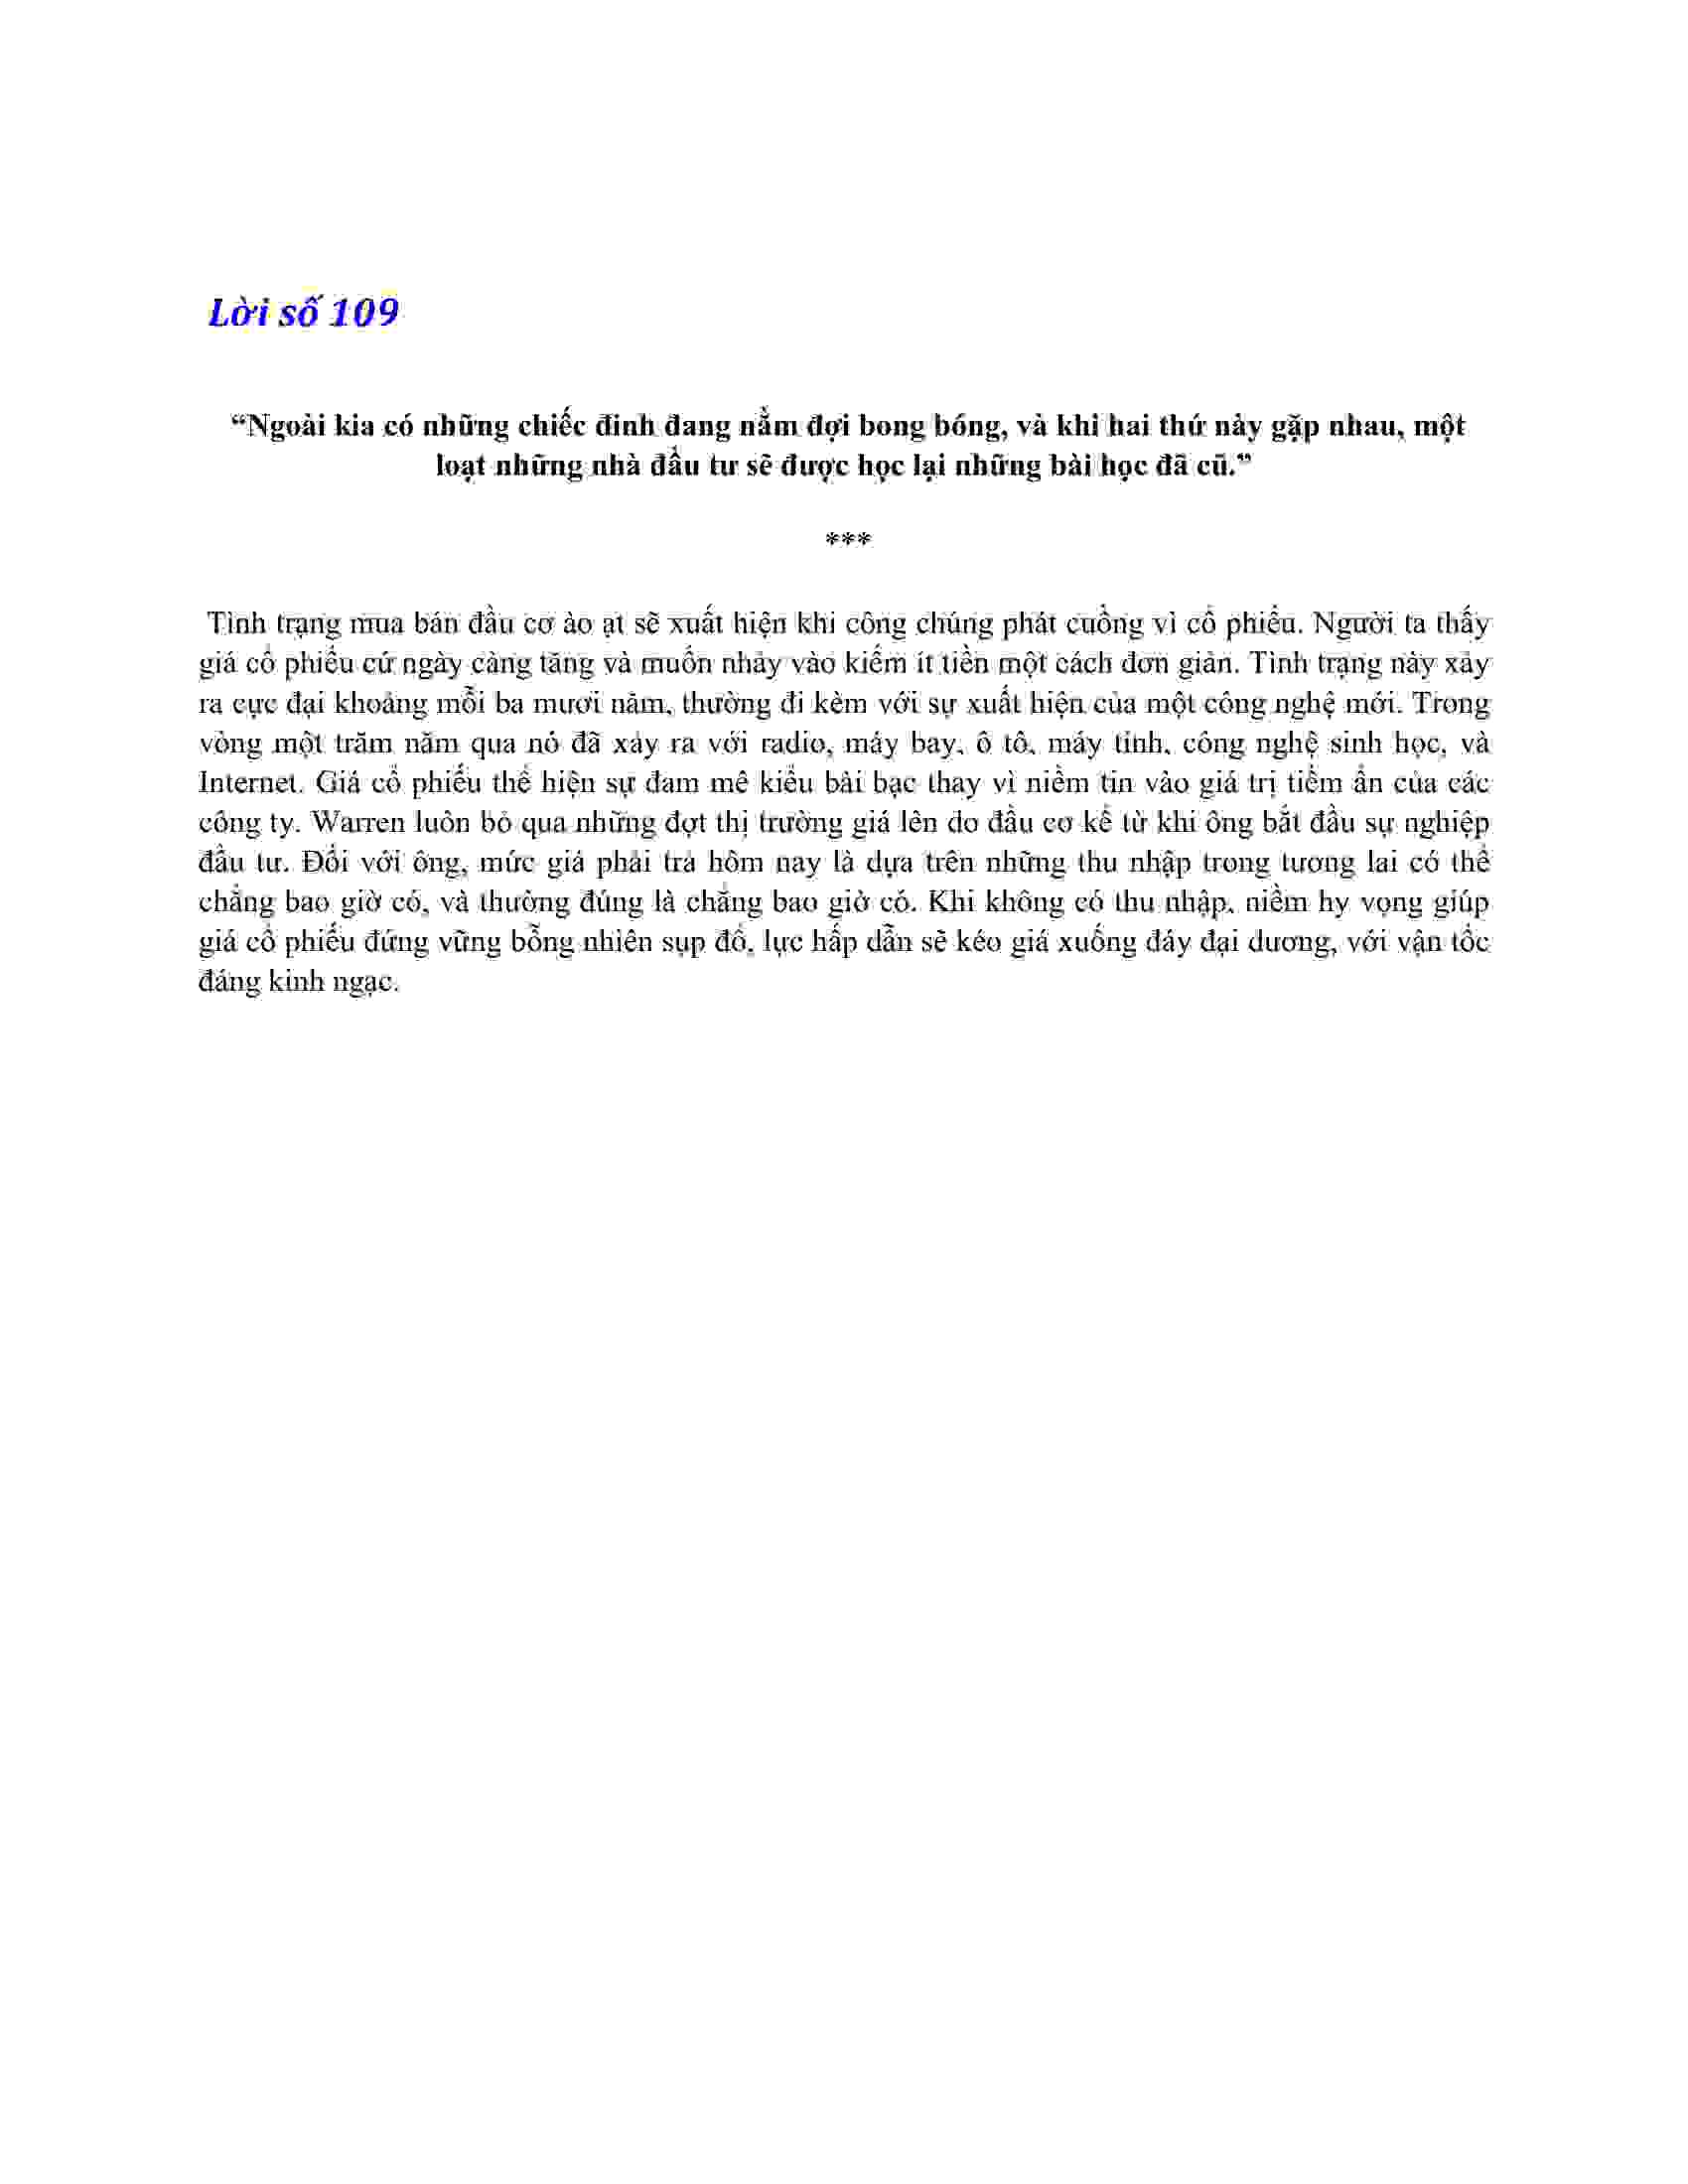 Lời số 109
“Ngoài kia có những chiếc đinh đang nằm đợi bong bóng, và khi hai thứ này gặp nhau, một
loạt những nhà đầu tư sẽ được học lại những bài học đã cũ.”
***
Tình trạng mua bán đầu cơ ào ạt sẽ xuất hiện khi công chúng phát cuồng vì cổ phiếu. Người ta thấy
giá cổ phiếu cứ ngày càng tăng và muốn nhảy vào kiếm ít tiền một cách đơn giản. Tình trạng này xảy
ra cực đại khoảng mỗi ba mươi năm, thường đi kèm với sự xuất hiện của một công nghệ mới. Trong
vòng một trăm năm qua nó đã xảy ra với radio, máy bay, ô tô, máy tính, công nghệ sinh học, và
Internet. Giá cổ phiếu thể hiện sự đam mê kiểu bài bạc thay vì niềm tin vào giá trị tiềm ẩn của các
công ty. Warren luôn bỏ qua những đợt thị trường giá lên do đầu cơ kể từ khi ông bắt đầu sự nghiệp
đầu tư. Đối với ông, mức giá phải trả hôm nay là dựa trên những thu nhập trong tương lai có thể
chẳng bao giờ có, và thường đúng là chẳng bao giờ có. Khi không có thu nhập, niềm hy vọng giúp
giá cổ phiếu đứng vững bỗng nhiên sụp đổ, lực hấp dẫn sẽ kéo giá xuống đáy đại dương, với vận tốc
đáng kinh ngạc.